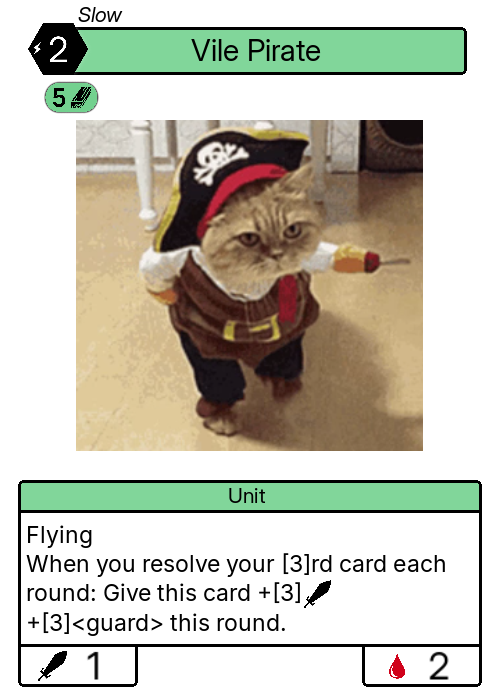 Slow
2
Vile Pirate
5
Unit
Flying
When you resolve your [3]rd card each
round: Give this card +[3]
+[3]<guard> this round.
1
2